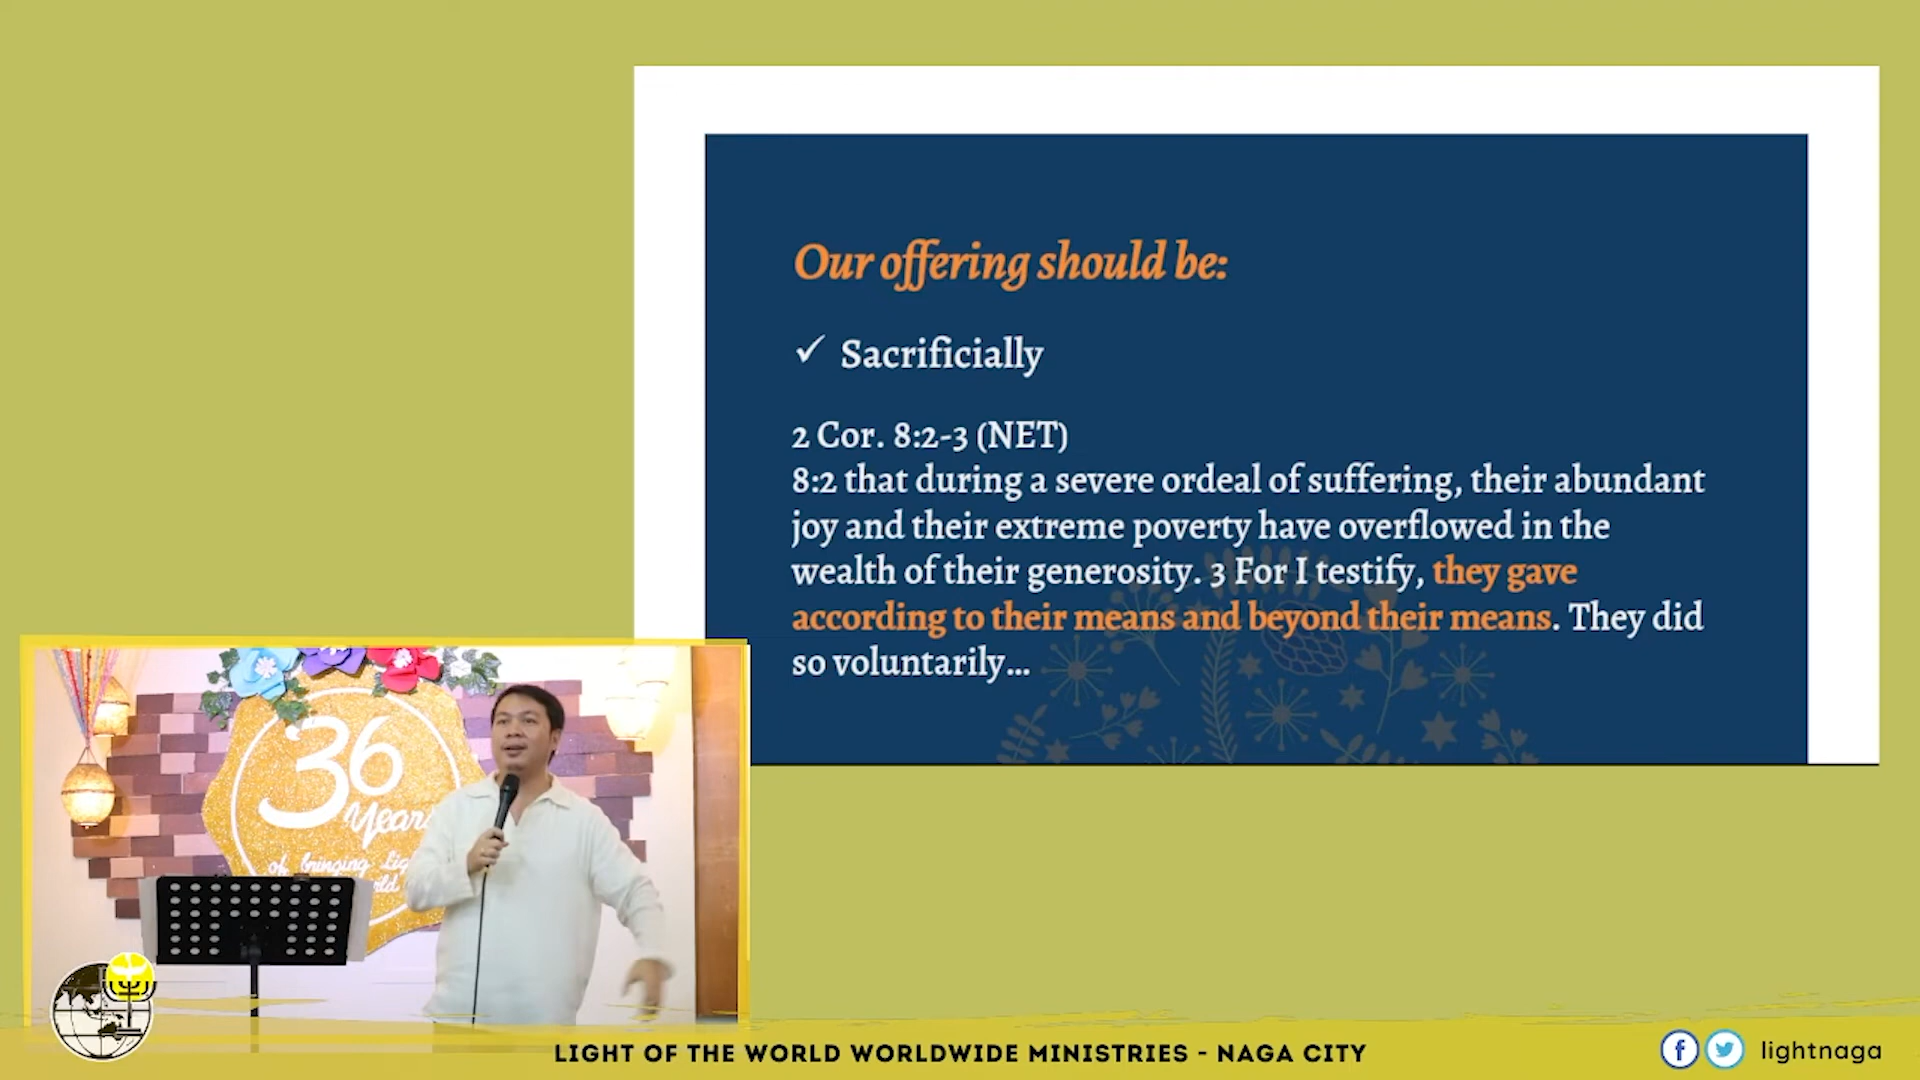 Our offering should be:
✓ Sacrificially
2 Cor. 8:2-3 (NET)
8:2 that during a severe ordeal of suffering, their abundant
joy and their extreme poverty have overflowed in the
wealth of their generosity. 3 For I testify, they gave
according to their means and beyond their means. They did
so voluntarily...
36
Years
of bringing
LIGHT OF THE WORLD WORLDWIDE MINISTRIES - NAGA CITY
f lightnaga